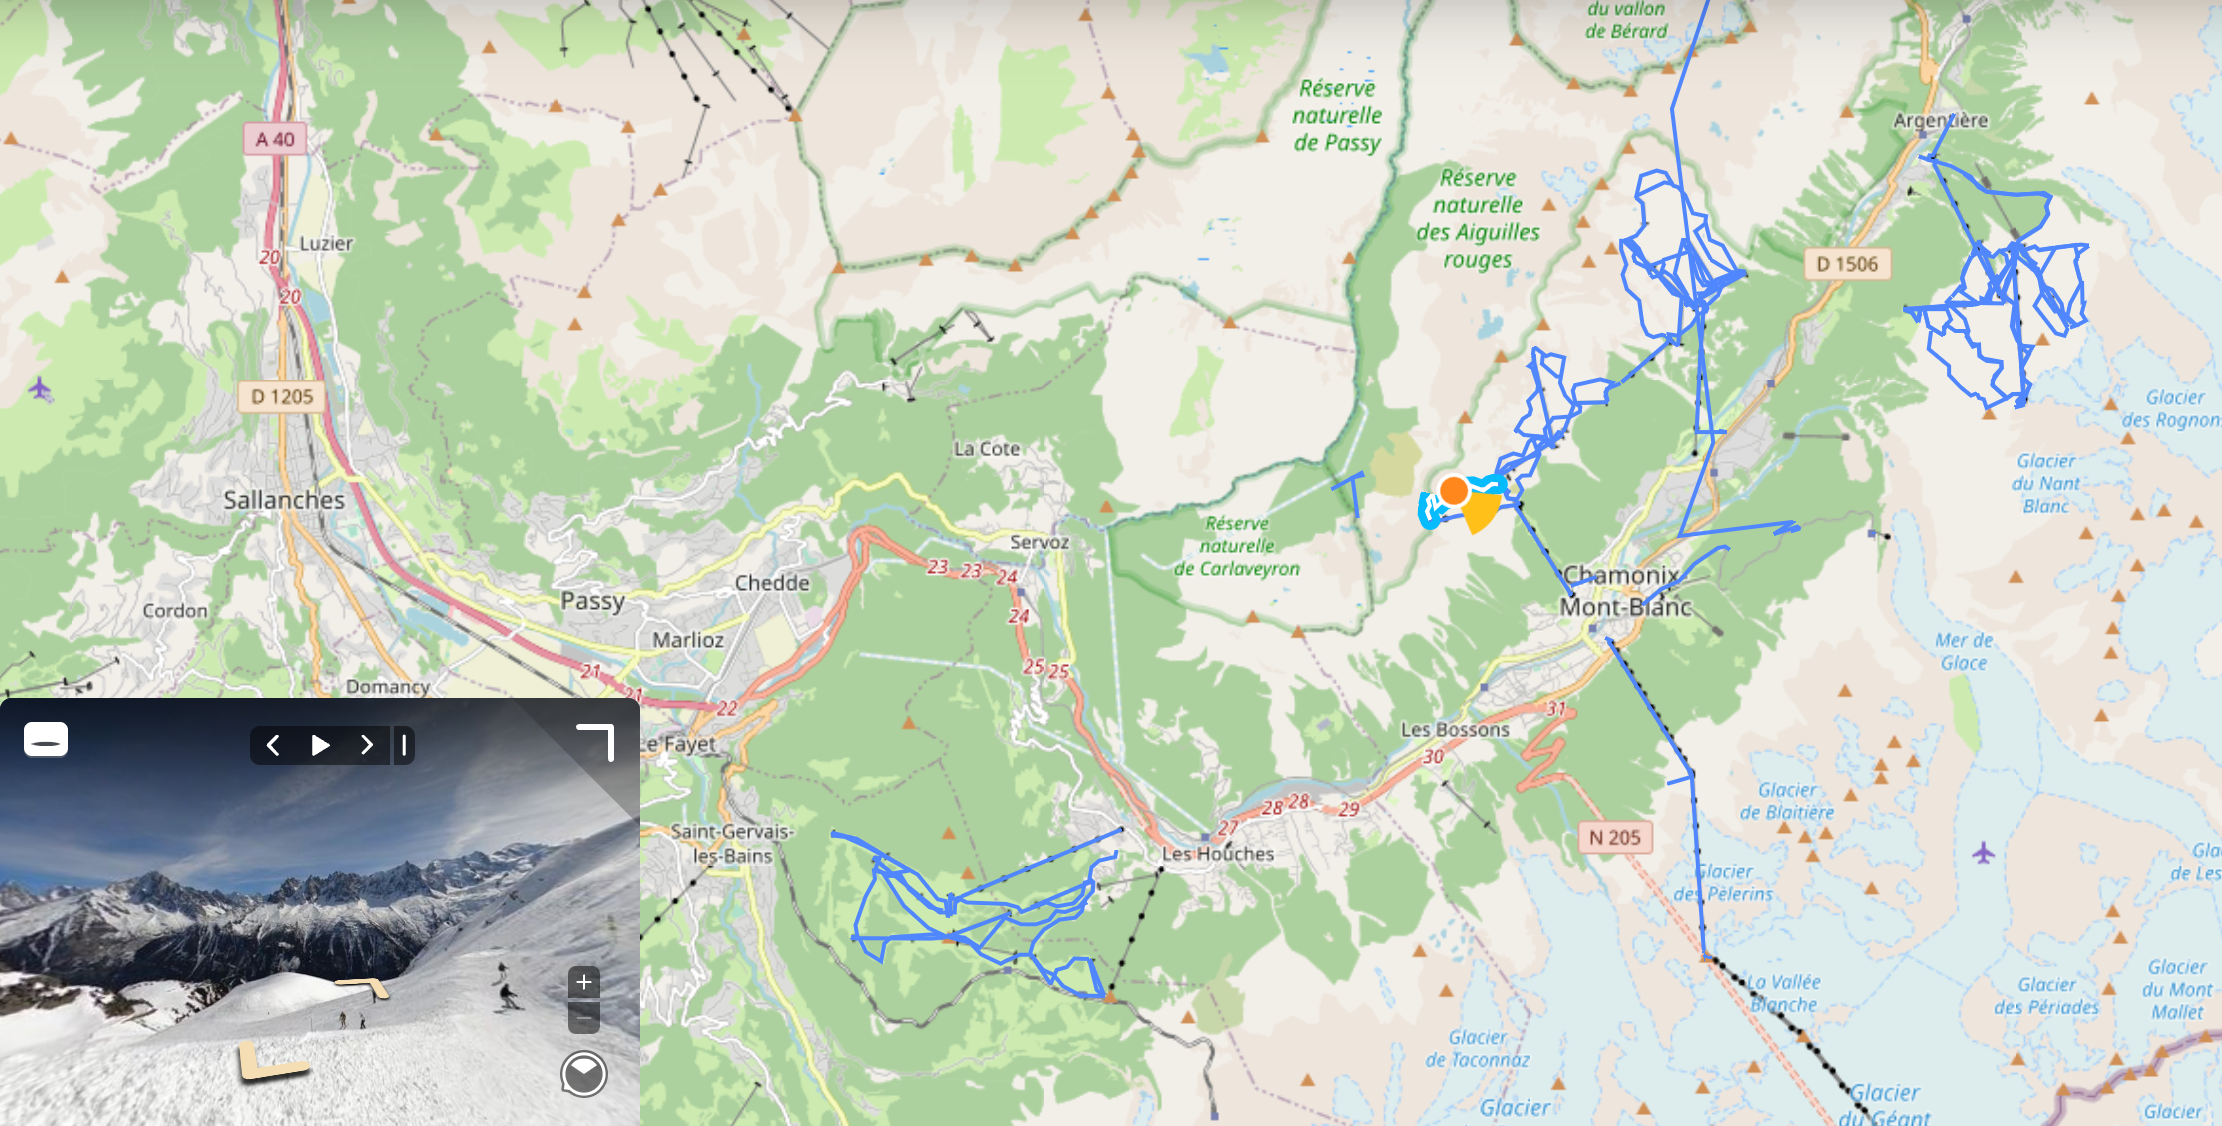 du vallon
de Bérard
Réserve
naturelle
de Passy
Argentière
A 40
Réserve
naturelle
des Aiguilles
rouges
Luzier
20
20
D 1506
D 1205
Glacier
des Rognon
La Cote
Glacier
du Nant
Blanc
Sallanches
Réserve
naturelle
de Carlaveyron
Servoz
23
23
24
Chamonix-
Mont-Blanc
Chedde
Passy
Cordon
24
Marlioz
Mer de
Glace
25
25
21
21
Domancy
22
31
Les Bossons
Le Fayet
30
Glacier
de Blaitière
28
28
29
27
N 205
Saint-Gervais-
les-Bains
Les Houches
Gla
de Les
Glacier
des Pèlerins
La Vallée
Blanche
Glacier
des Périades
Glacier
du Mont
Mallet
Glacier
de Taconnaz
Glacier
Glacier
du Géant
Glacier